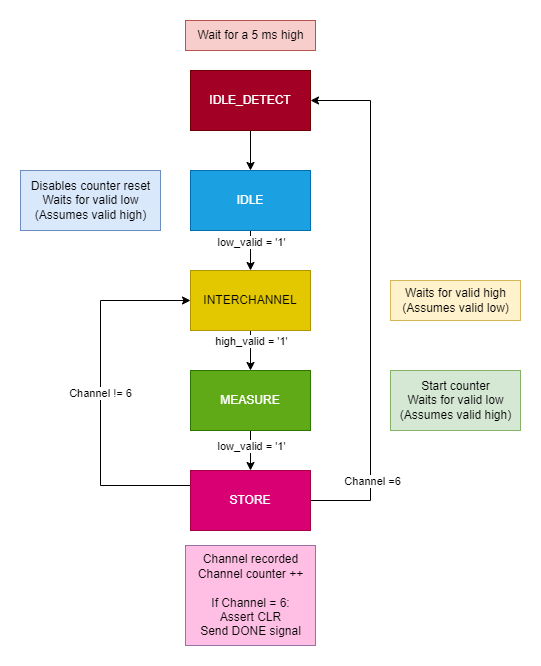 Wait for a 5 ms high
IDLE_DETECT
Disables counter reset
Waits for valid low
(Assumes valid high)
IDLE
low_valid = '1'
INTERCHANNEL
Waits for valid high
(Assumes valid low)
high_valid = '1'
Channel != 6
MEASURE
Start counter
Waits for valid low
(Assumes valid high)
low_valid = '1'
Channel =6
STORE
Channel recorded
Channel counter ++
If Channel = 6:
Assert CLR
Send DONE signal